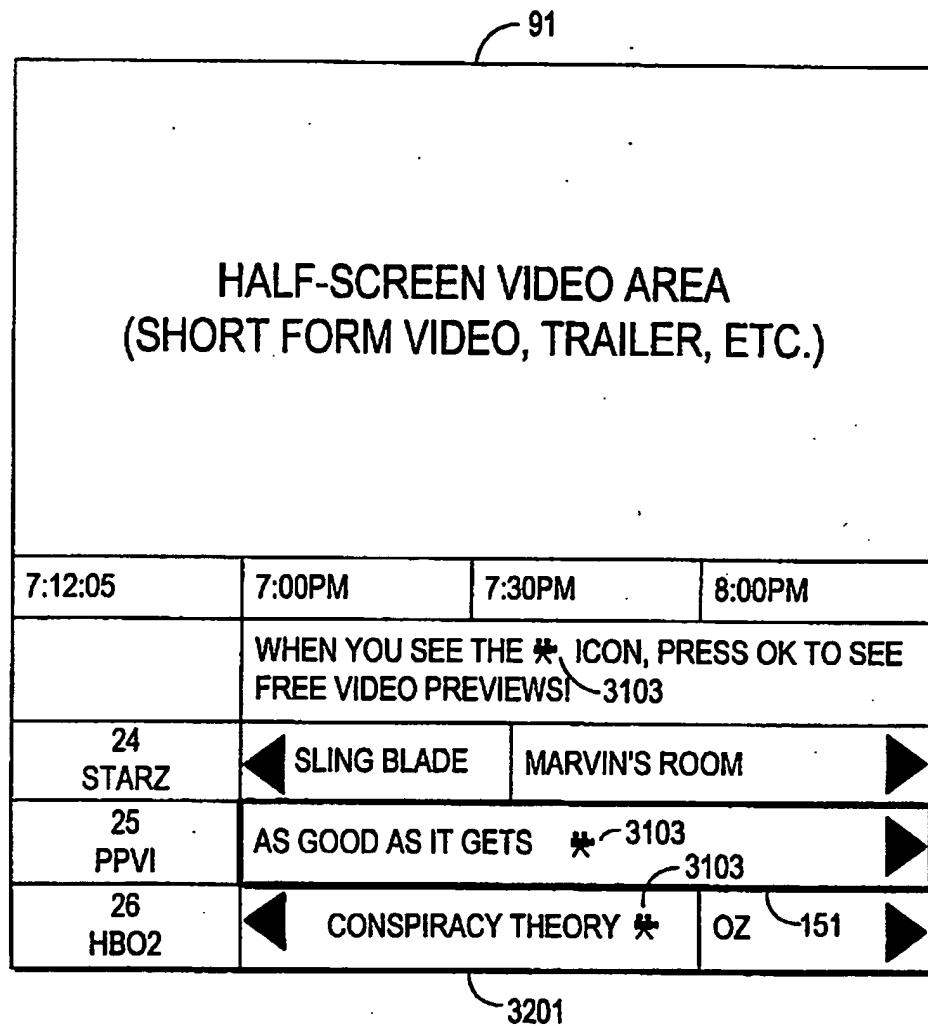 91
HALF-SCREEN VIDEO AREA
(SHORT FORM VIDEO, TRAILER, ETC.)
7:12:05 7:00PM 7:30PM 8:00PM
WHEN YOU SEE THE ICON, PRESS OK TO SEE
FREE VIDEO PREVIEWS! 3103
24
STARZ
SLING BLADE MARVIN'S ROOM
25
PPVI
AS GOOD AS IT GETS 3103
3103
26
HBO2
CONSPIRACY THEORY OZ 151
3201